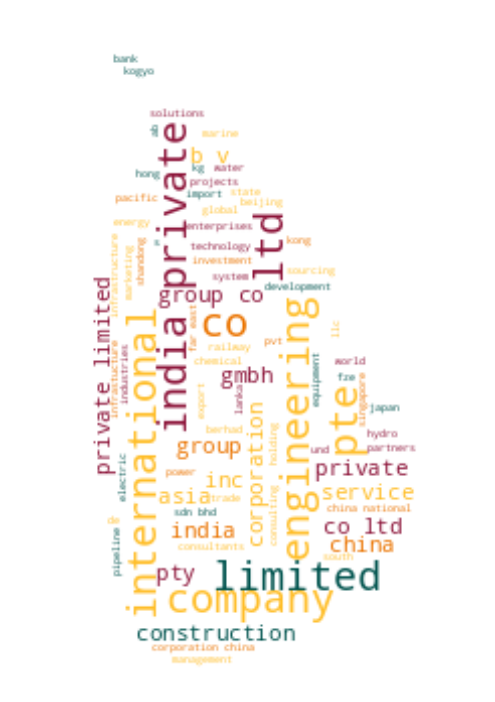 bank
kogyo
solutions
ab
marine
b v
india private
hong
kg
water
projects
import
state
pacific
beijing
global
ltd
energy
enterprises
s
technology
kong
shandong
investment
infrastructure
marketing
system
sourcing
development
private limited
group co
international
co
engineering
far east
llc
railway
pvt
chemical
world
infrastucture
industries
gmbh
equipment
fze
singapore
lanka
export
pte
japan
corporation
berhad
holding
hydro
group
und
partners
electric
power
inc
private
asia
trade
service
consulting
sdn bhd
china national
de
india
co ltd
pipeline
consultants
china
south
pty
limited
company
construction
corporation china
management